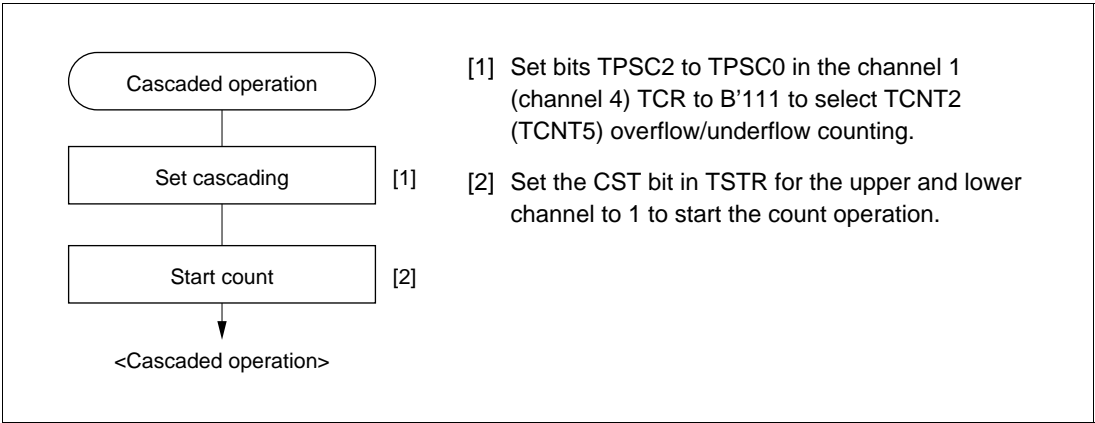 Cascaded operation
Set cascading
[1]
Start count
[2]
<Cascaded operation>
[1] Set bits TPSC2 to TPSC0 in the channel 1
(channel 4) TCR to B'111 to select TCNT2
(TCNT5) overflow/underflow counting.
[2] Set the CST bit in TSTR for the upper and lower
channel to 1 to start the count operation.